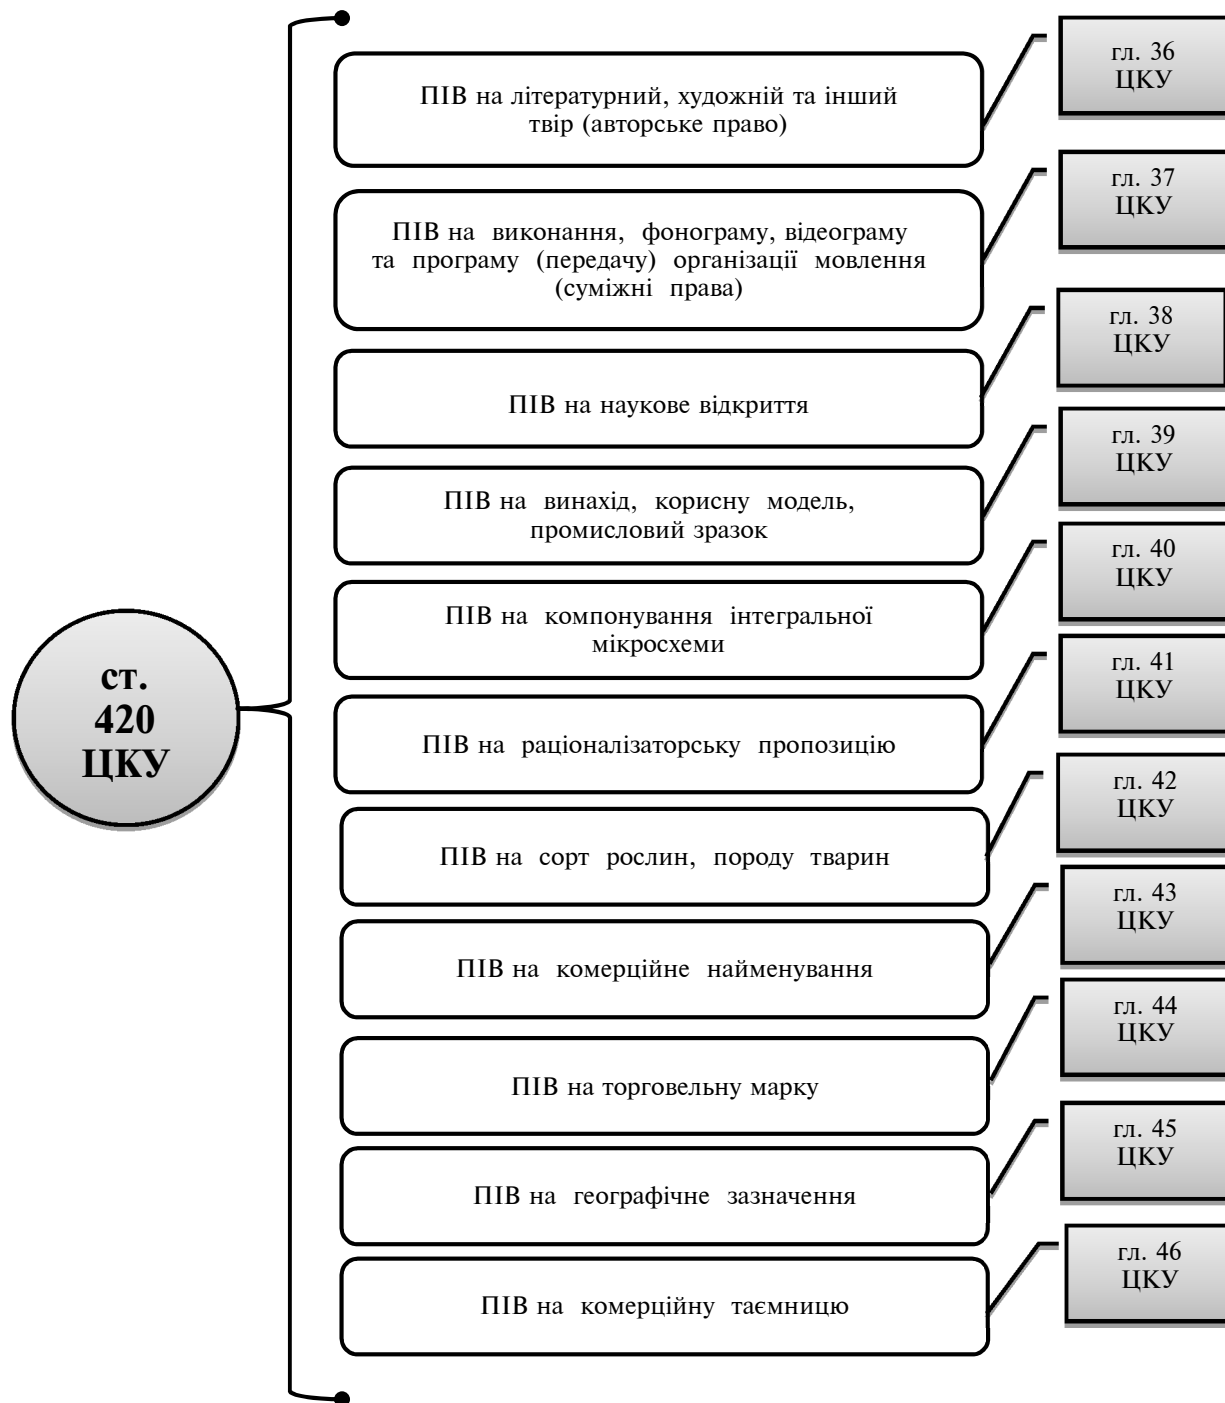 гл. 36
ЦКУ
ПІВ на літературний, художній та інший
твір (авторське право)
гл. 37
ЦКУ
ПІВ на виконання, фонограму, відеограму
та програму (передачу) організації мовлення
(суміжні права)
гл. 38
ЦКУ
ПІВ на наукове відкриття
гл. 39
ЦКУ
ПІВ на винахід, корисну модель,
промисловий зразок
гл. 40
ЦКУ
ПІВ на компонування інтегральної
мікросхеми
гл. 41
ЦКУ
ст.
420
ЦКУ
ПІВ на раціоналізаторську пропозицію
гл. 42
ЦКУ
ПІВ на сорт рослин, породу тварин
гл. 43
ЦКУ
ПІВ на комерційне найменування
гл. 44
ЦКУ
ПІВ на торговельну марку
гл. 45
ЦКУ
ПІВ на географічне зазначення
гл. 46
ЦКУ
ПІВ на комерційну таємницю